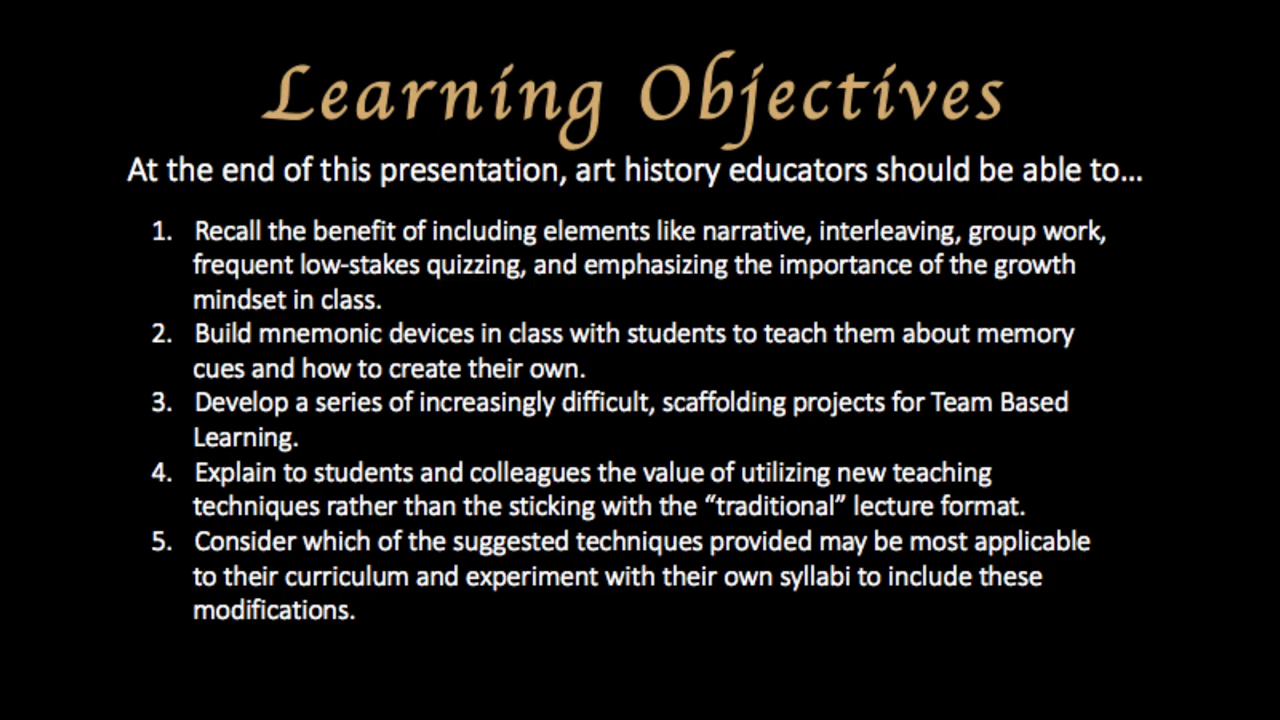 Learning Objectives
At the end of this presentation, art history educators should be able to...
1. Recall the benefit of including elements like narrative, interleaving, group work,
frequent low-stakes quizzing, and emphasizing the importance of the growth
mindset in class.
2. Build mnemonic devices in class with students to teach them about memory
cues and how to create their own.
3. Develop a series of increasingly difficult, scaffolding projects for Team Based
Learning.
4. Explain to students and colleagues the value of utilizing new teaching
techniques rather than the sticking with the “traditional” lecture format.
5. Consider which of the suggested techniques provided may be most applicable
to their curriculum and experiment with their own syllabi to include these
modifications.